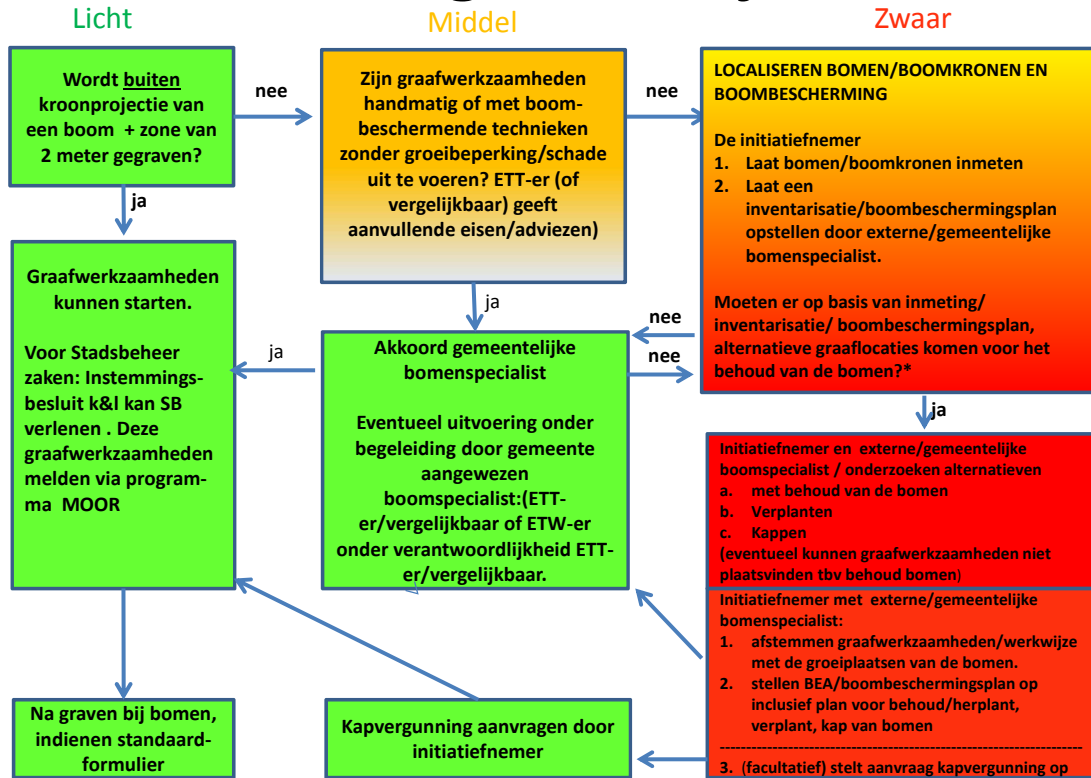 Licht
Middel
Zwaar
Wordt buiten
kroonprojectie van
een boom + zone van
2 meter gegraven?
nee
Zijn graafwerkzaamheden
handmatig of met boom-
beschermende technieken
zonder groeibeperking/schade
uit te voeren? ETT-er (of
vergelijkbaar) geeft
aanvullende eisen/adviezen)
nee
LOCALISEREN BOMEN/BOOMKRONEN EN
BOOMBESCHERMING
De initiatiefnemer
1. Laat bomen/boomkronen inmeten
2. Laat een
inventarisatie/boombeschermingsplan
opstellen door externe/gemeentelijke
bomenspecialist.
Moeten er op basis van inmeting/
inventarisatie/ boombeschermingsplan,
alternatieve graaflocaties komen voor het
behoud van de bomen?*
ja
ja
nee
nee
ja
ja
Graafwerkzaamheden
kunnen starten.
Voor Stadsbeheer
zaken: Instemmings-
besluit k&l kan SB
verlenen . Deze
graafwerkzaamheden
melden via program-
ma MOOR
Akkoord gemeentelijke
bomenspecialist
Eventueel uitvoering onder
begeleiding door gemeente
aangewezen
boomspecialist:(ETT-
er/vergelijkbaar of ETW-er
onder verantwoordelijkheid ETT-
er/vergelijkbaar.
Initiatiefnemer en externe/gemeentelijke
boomspecialist / onderzoeken alternatieven
a. met behoud van de bomen
b. Verplanten
c. Kappen
(eventueel kunnen graafwerkzaamheden niet
plaatsvinden tbv behoud bomen)
Initiatiefnemer met externe/gemeentelijke
bomenspecialist:
1. afstemmen graafwerkzaamheden/werkwijze
met de groeiplaatsen van de bomen.
2. stellen BEA/boombeschermingsplan op
inclusief plan voor behoud/herplant,
verplant, kap van bomen
3. (facultatief) stelt aanvraag kapvergunning op
Na graven bij bomen,
indienen standaard-
formulier
Kapvergunning aanvragen door
initiatiefnemer